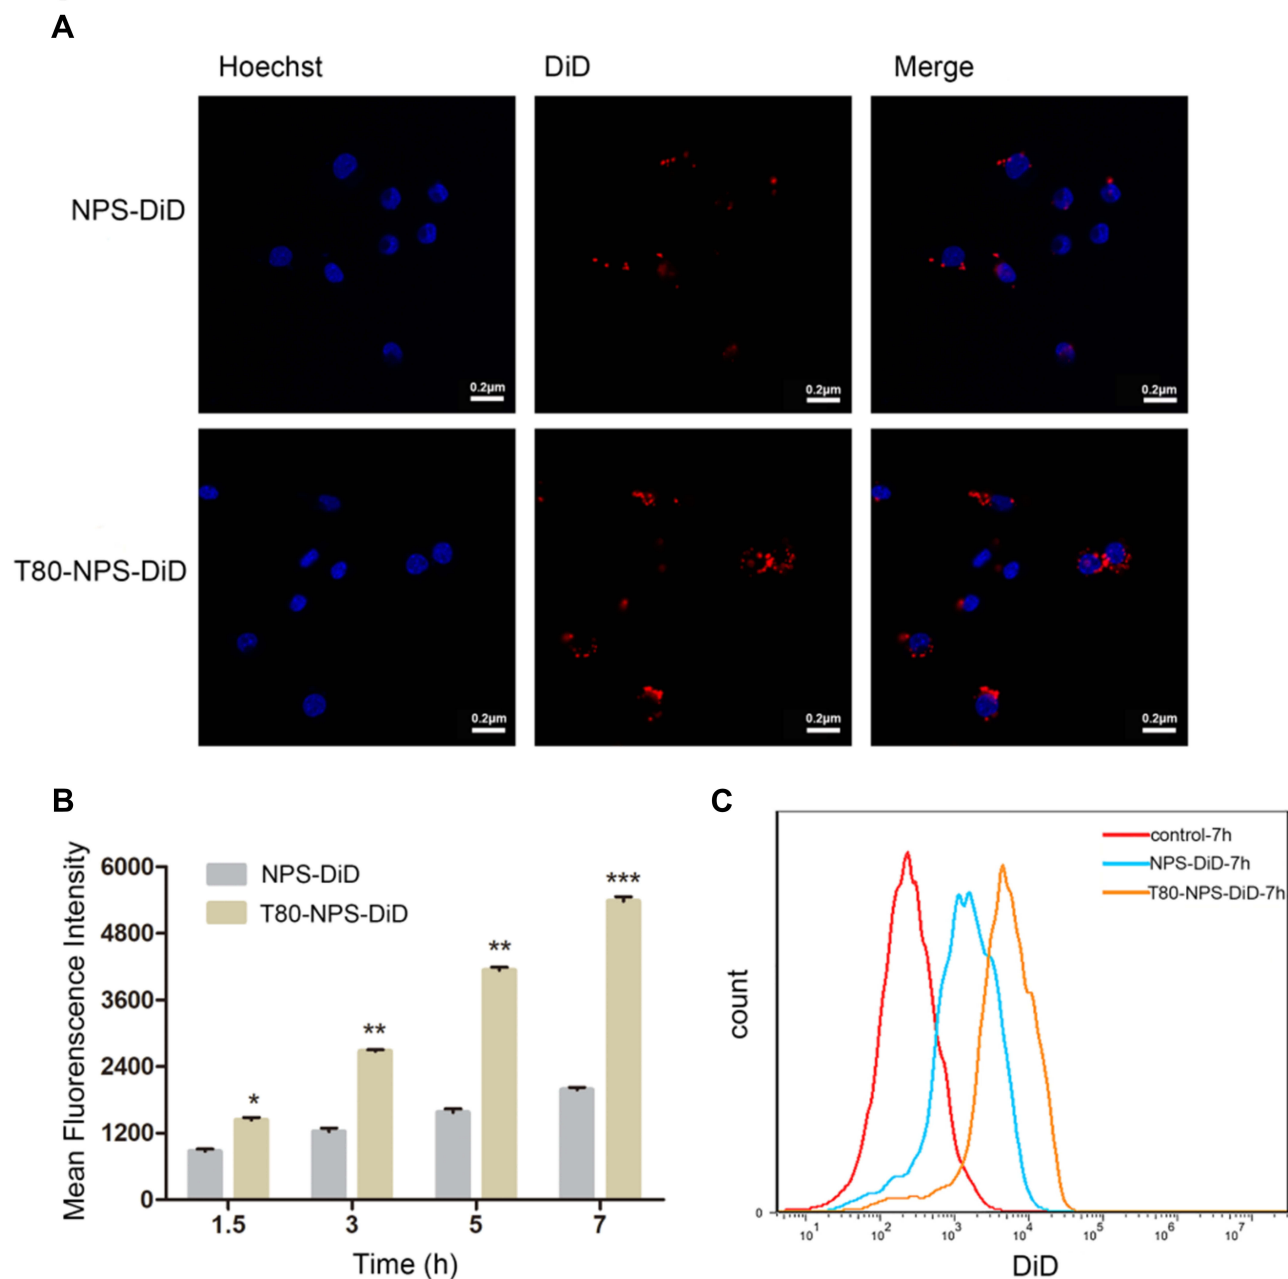 A
Hoechst DiD Merge
NPS-DiD
0.2μm 0.2μm 0.2μm
T80-NPS-DiD
0.2μm 0.2μm 0.2μm
B
Mean Fluorenscence Intensity
6000
4800
3600
2400
1200
0
NPS-DiD
T80-NPS-DiD
*
**
**
***
1.5 3 5 7
Time (h)
C
control-7h
NPS-DiD-7h
T80-NPS-DiD-7h
count
0
10¹ 10² 10³ 10⁴ 10⁵ 10⁶ 10⁷
DiD